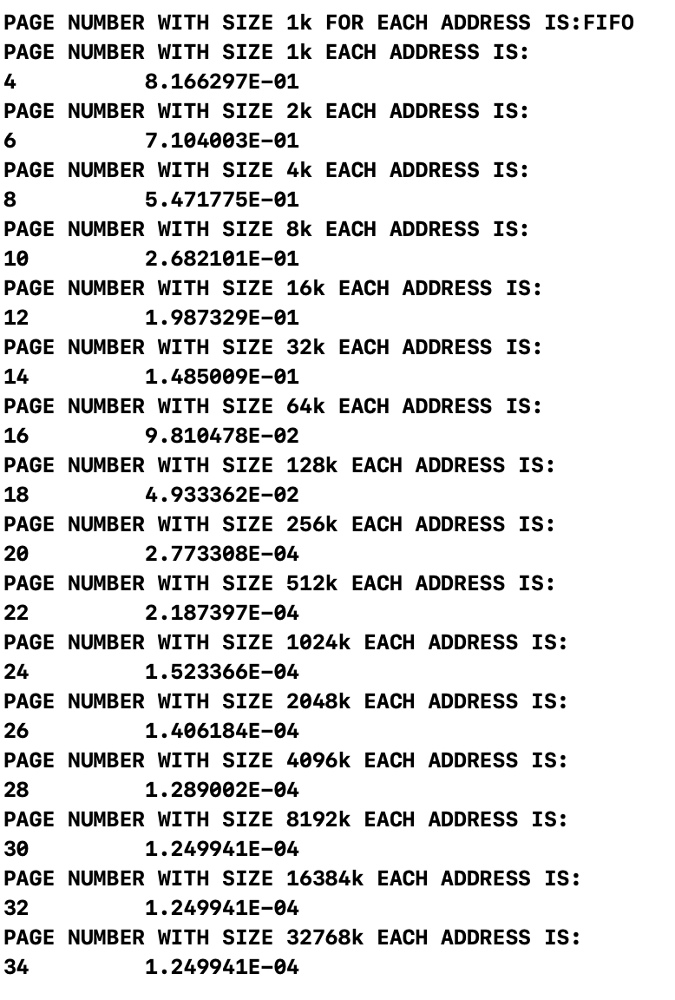 PAGE NUMBER WITH SIZE 1k FOR EACH ADDRESS IS:FIFO
PAGE NUMBER WITH SIZE 1k EACH ADDRESS IS:
4 8.166297E-01
PAGE NUMBER WITH SIZE 2k EACH ADDRESS IS:
6 7.104003E-01
PAGE NUMBER WITH SIZE 4k EACH ADDRESS IS:
8 5.471775E-01
PAGE NUMBER WITH SIZE 8k EACH ADDRESS IS:
10 2.682101E-01
PAGE NUMBER WITH SIZE 16k EACH ADDRESS IS:
12 1.987329E-01
PAGE NUMBER WITH SIZE 32k EACH ADDRESS IS:
14 1.485009E-01
PAGE NUMBER WITH SIZE 64k EACH ADDRESS IS:
16 9.810478E-02
PAGE NUMBER WITH SIZE 128k EACH ADDRESS IS:
18 4.933362E-02
PAGE NUMBER WITH SIZE 256k EACH ADDRESS IS:
20 2.773308E-04
PAGE NUMBER WITH SIZE 512k EACH ADDRESS IS:
22 2.187397E-04
PAGE NUMBER WITH SIZE 1024k EACH ADDRESS IS:
24 1.523366E-04
PAGE NUMBER WITH SIZE 2048k EACH ADDRESS IS:
26 1.406184E-04
PAGE NUMBER WITH SIZE 4096k EACH ADDRESS IS:
28 1.289002E-04
PAGE NUMBER WITH SIZE 8192k EACH ADDRESS IS:
30 1.249941E-04
PAGE NUMBER WITH SIZE 16384k EACH ADDRESS IS:
32 1.249941E-04
PAGE NUMBER WITH SIZE 32768k EACH ADDRESS IS:
34 1.249941E-04